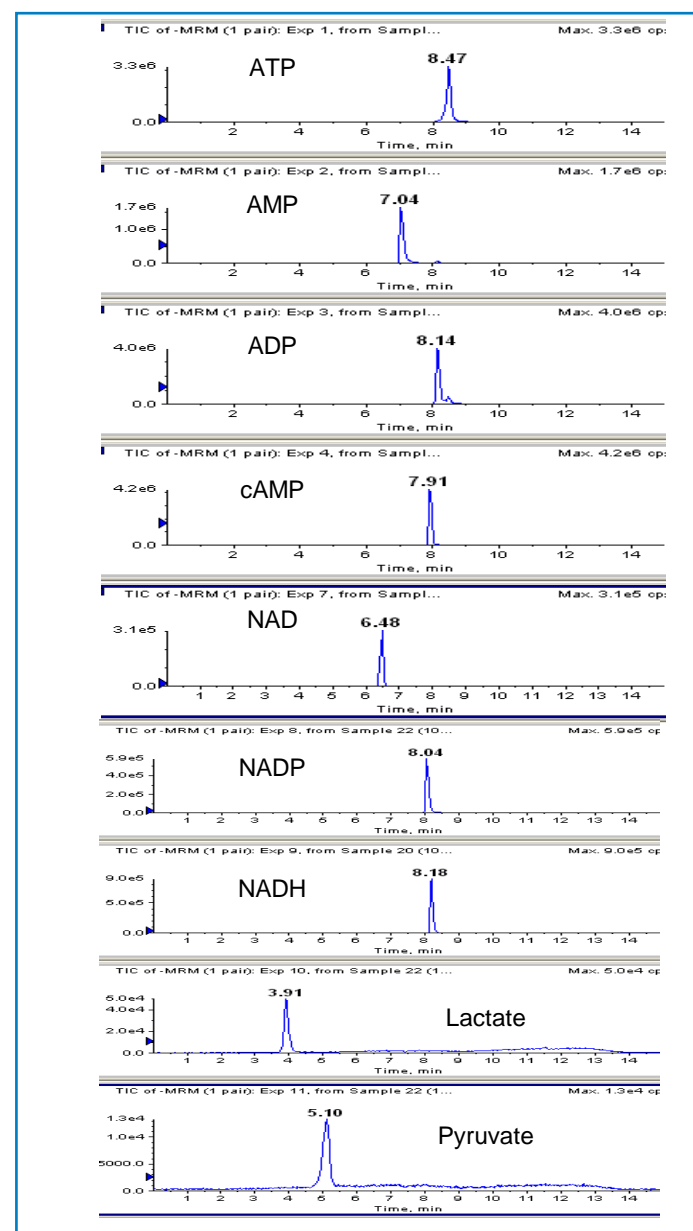 TIC of -MRM (1 pair): Exp 1, from Sampl... Max. 3.3e6 cp
3.3e6
ATP
8.47
0.0
2 4 6 8 10 12 14
Time, min
TIC of -MRM (1 pair): Exp 2, from Sampl... Max. 1.7e6 cp
1.7e6
AMP
7.04
1.0e6
0.0
2 4 6 8 10 12 14
Time, min
TIC of -MRM (1 pair): Exp 3, from Sampl... Max. 4.0e6 cp
4.0e6
ADP
8.14
0.0
2 4 6 8 10 12 14
Time, min
TIC of -MRM (1 pair): Exp 4, from Sampl... Max. 4.2e6 cp
4.2e6
cAMP
7.91
0.0
2 4 6 8 10 12 14
Time, min
TIC of -MRM (1 pair): Exp 7, from Sampl... Max. 3.1e5 cp
3.1e5
NAD
6.48
0.0
1 2 3 4 5 6 7 8 9 10 11 12 13 14
Time, min
TIC of -MRM (1 pair): Exp 8, from Sample 22 (10... Max. 5.9e5 cp
5.9e5
NADP
8.04
4.0e5
2.0e5
0.0
1 2 3 4 5 6 7 8 9 10 11 12 13 14
Time, min
TIC of -MRM (1 pair): Exp 9, from Sample 20 (10... Max. 9.0e5 cp
9.0e5
NADH
8.18
5.0e5
0.0
1 2 3 4 5 6 7 8 9 10 11 12 13 14
Time, min
TIC of -MRM (1 pair): Exp 10, from Sample 22 (1... Max. 5.0e4 c
5.0e4
3.91
4.0e4
Lactate
2.0e4
0.0
1 2 3 4 5 6 7 8 9 10 11 12 13 14
Time, min
TIC of -MRM (1 pair): Exp 11, from Sample 22 (1... Max. 1.3e4 c
1.3e4
5.10
1.0e4
Pyruvate
5000.0
0.0
1 2 3 4 5 6 7 8 9 10 11 12 13 14
Time, min